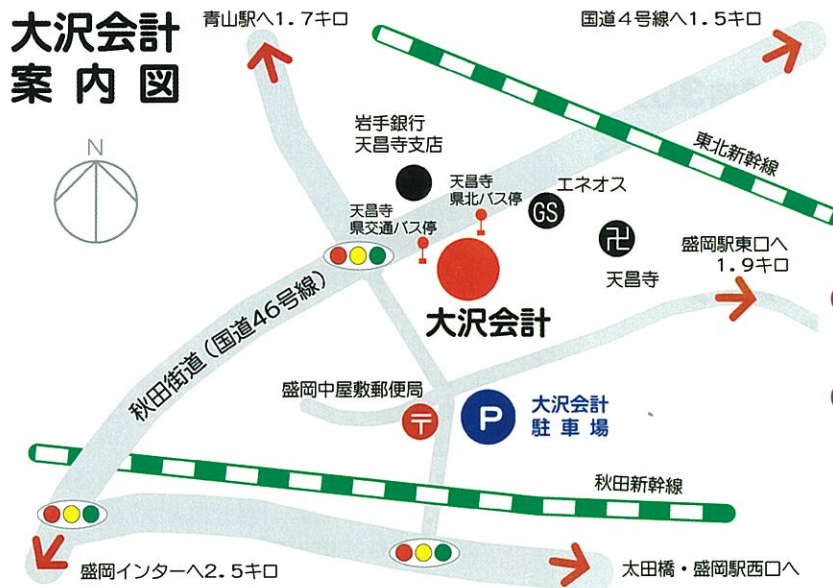 大沢会計
案内図
青山駅へ1.7キロ
国道4号線へ1.5キロ
N
岩手銀行
天昌寺支店
東北新幹線
天昌寺
県北バス停
エネオス
GS
天昌寺
県交通バス停
卍
天昌寺
盛岡駅東口へ
1.9キロ
大沢会計
秋田街道(国道46号線)
盛岡中屋敷郵便局
〒
P
大沢会計
駐車場
秋田新幹線
盛岡インターへ2.5キロ
太田橋・盛岡駅西口へ